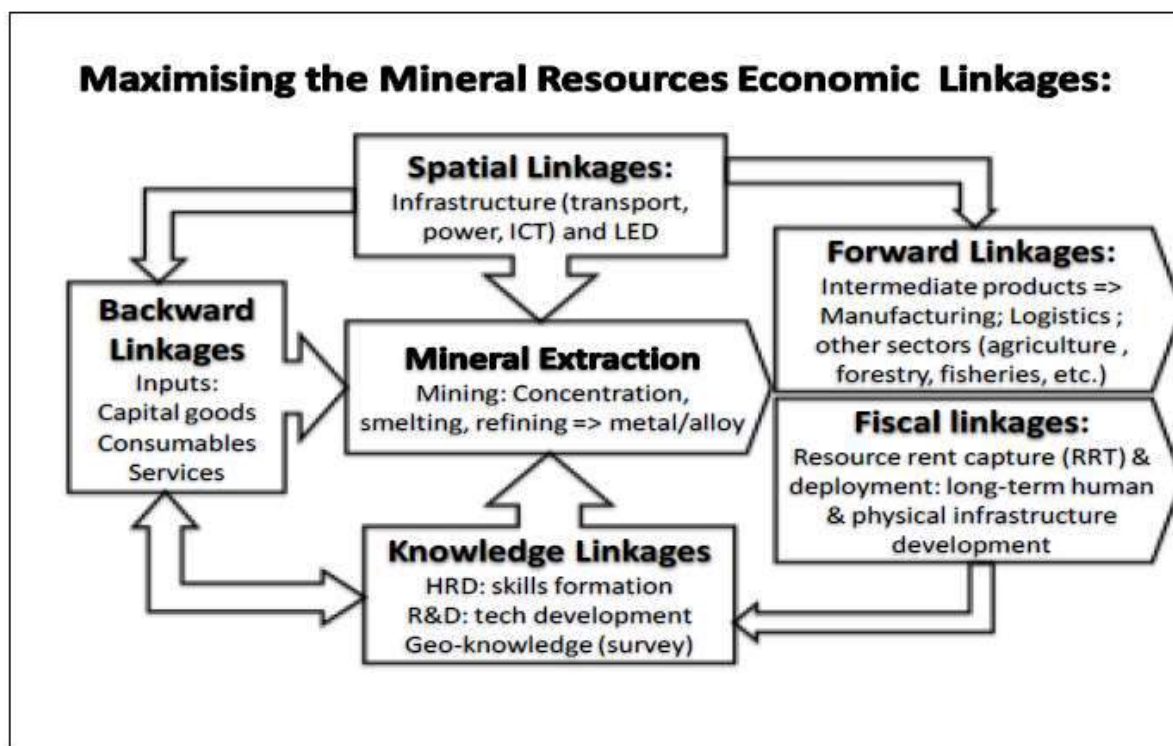 Maximising the Mineral Resources Economic Linkages:
Spatial Linkages:
Infrastructure (transport,
power, ICT) and LED
Backward
Linkages
Inputs:
Capital goods
Consumables
Services
Mineral Extraction
Mining: Concentration,
smelting, refining => metal/alloy
Forward Linkages:
Intermediate products =>
Manufacturing; Logistics ;
other sectors (agriculture ,
forestry, fisheries, etc.)
Fiscal linkages:
Resource rent capture (RRT) &
deployment: long-term human
& physical infrastructure
development
Knowledge Linkages
HRD: skills formation
R&D: tech development
Geo-knowledge (survey)